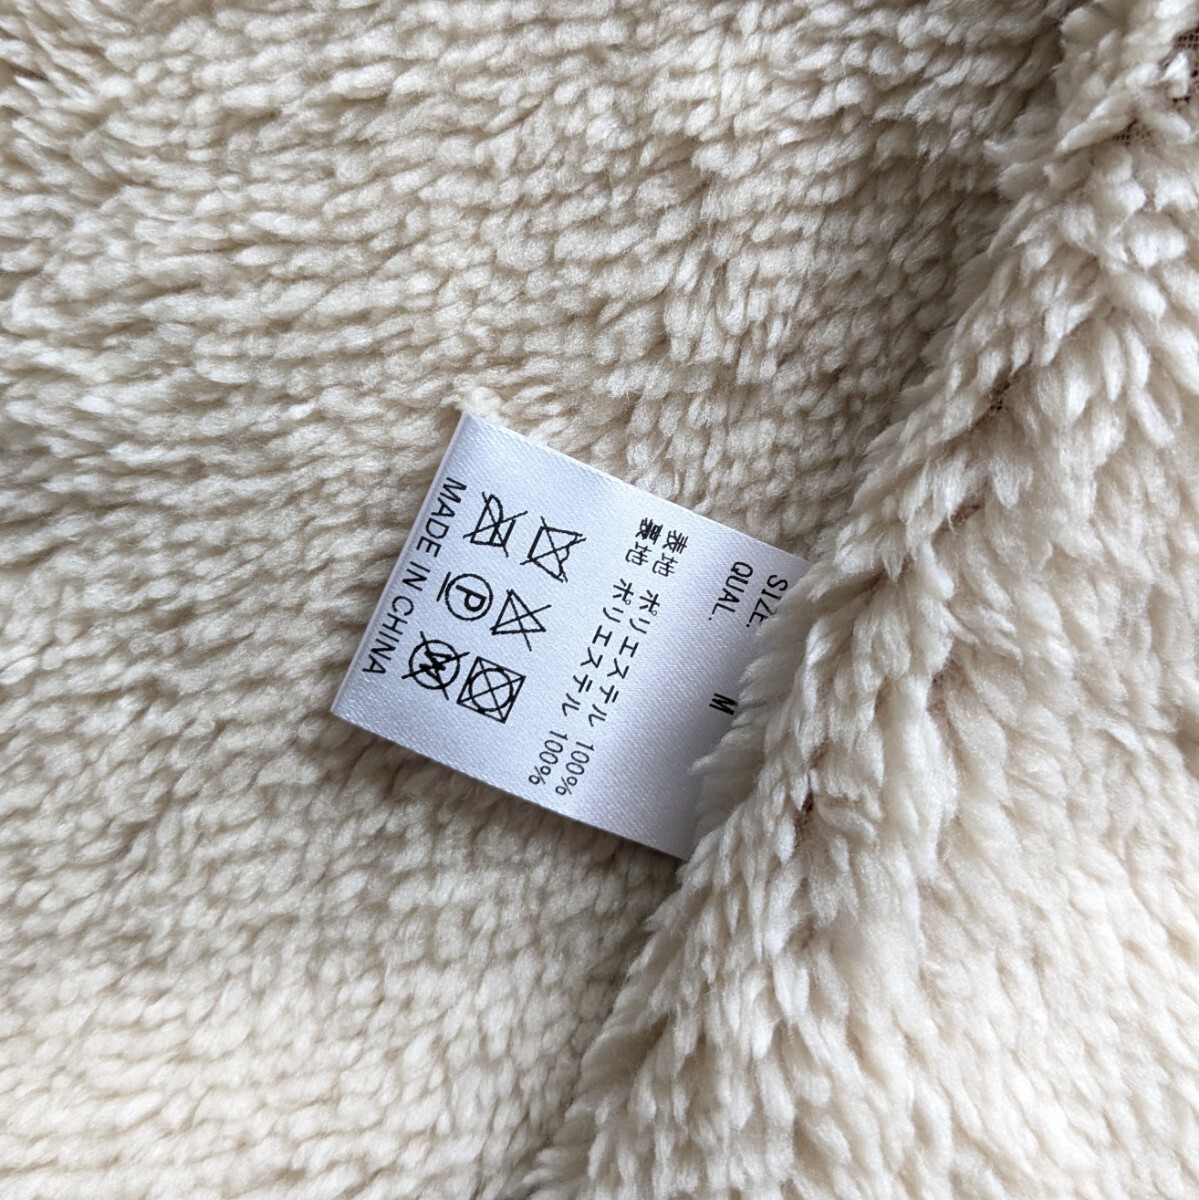 SIZE. M
QUAL.
表地 ポリエステル 100%
裏地 ポリエステル 100%
P
W
MADE IN CHINA